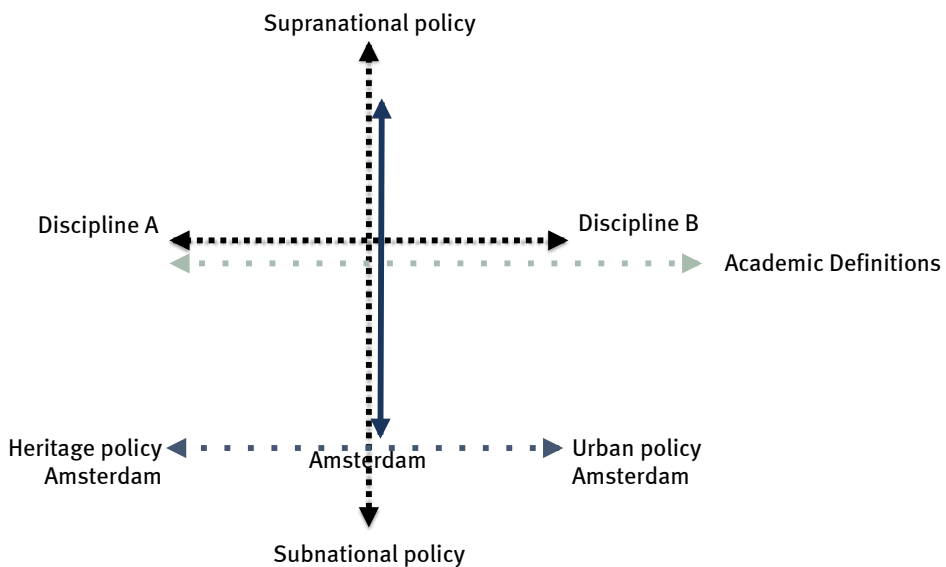 Supranational policy
Discipline A
Discipline B
Academic Definitions
Heritage policy
Amsterdam
Amsterdam
Urban policy
Amsterdam
Subnational policy